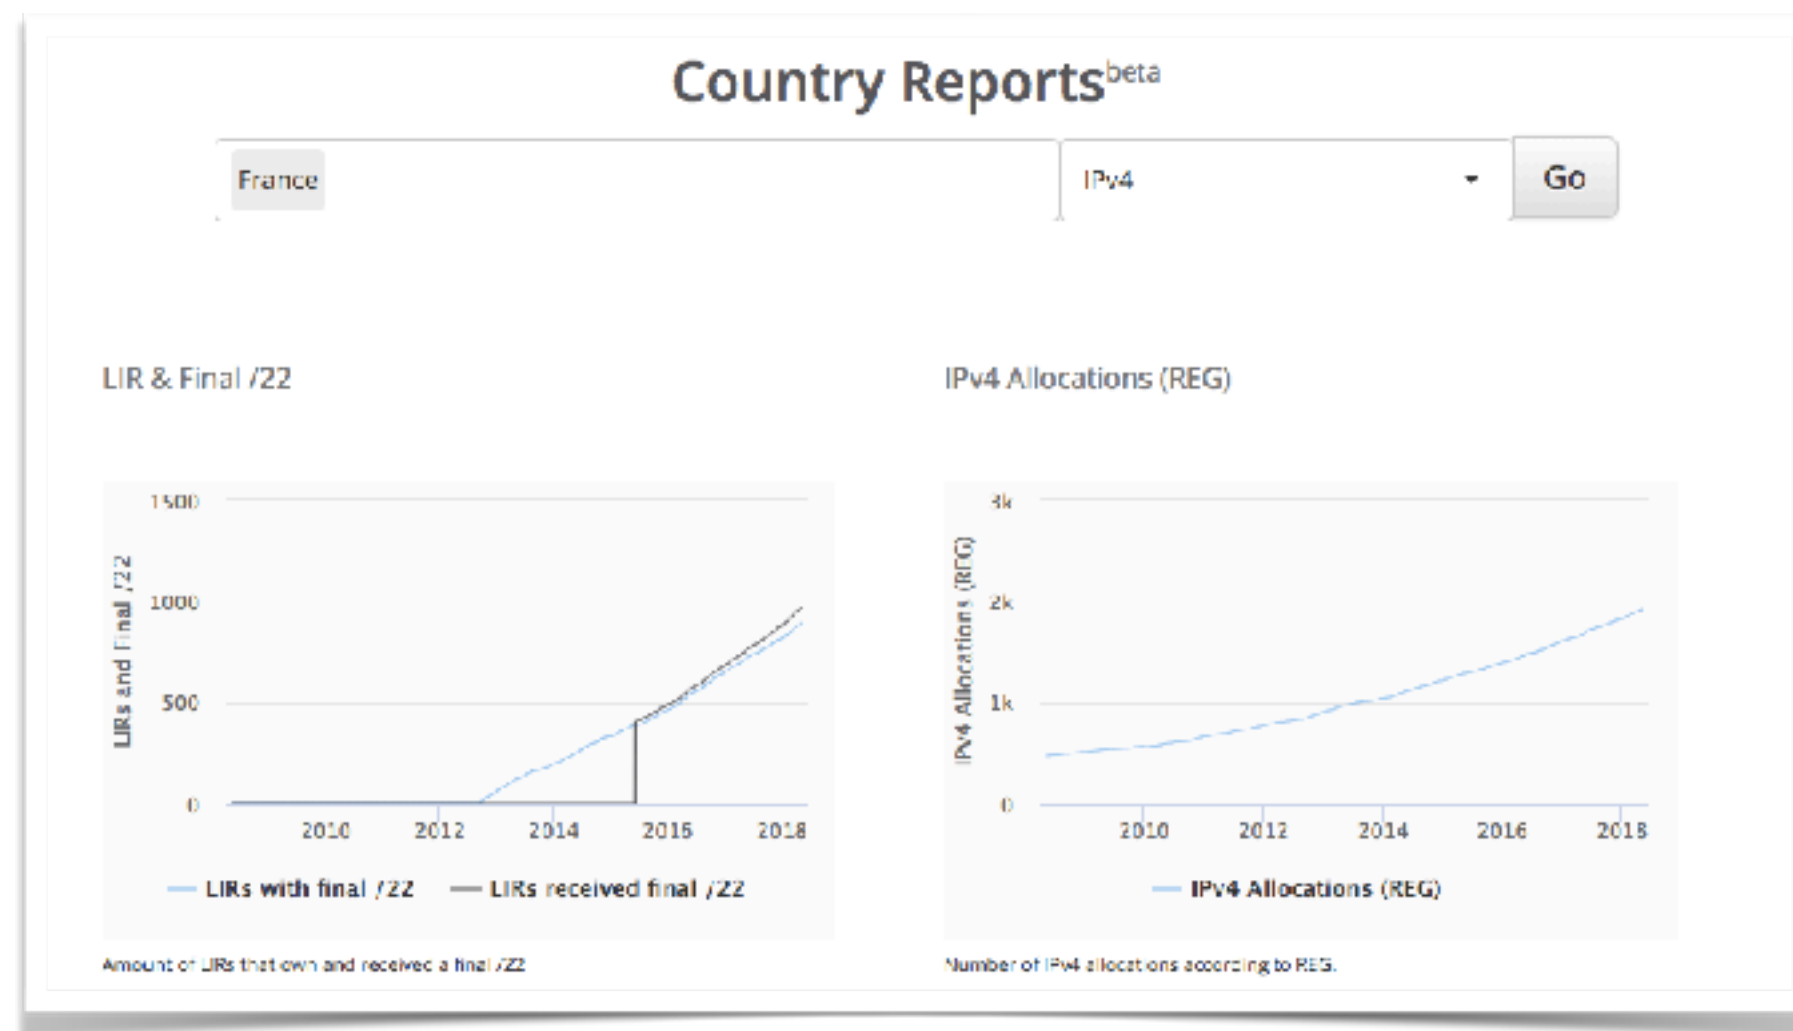 Country Reports beta
France
IPv4
Go
LIR & Final /22
1500
1000
500
0
LIRs and Final /22
2010 2012 2014 2016 2018
LIRs with final /22 LIRs received final /22
Amount of LIRs that own and received a final /22
IPv4 Allocations (REG)
3k
2k
1k
0
IPv4 Allocations (REG)
2010 2012 2014 2016 2018
IPv4 Allocations (REG)
Number of IPv4 allocations according to REG.